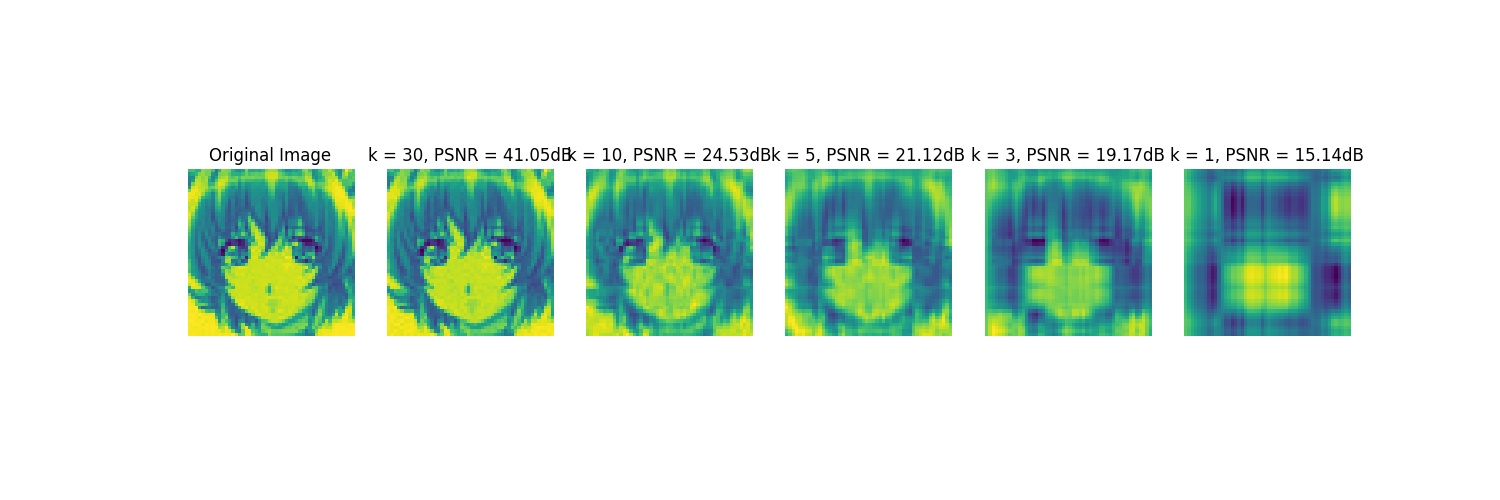 Original Image
k = 30, PSNR = 41.05dB
k = 10, PSNR = 24.53dB
k = 5, PSNR = 21.12dB
k = 3, PSNR = 19.17dB
k = 1, PSNR = 15.14dB